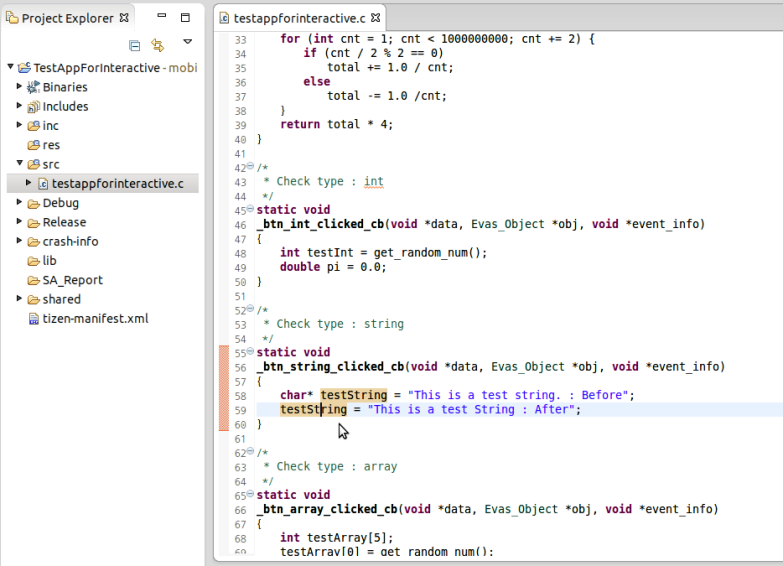 Project Explorer
TestAppForInteractive - mobi
Binaries
Includes
inc
res
src
testappforinteractive.c
Debug
Release
crash-info
lib
SA_Report
shared
tizen-manifest.xml
testappforinteractive.c
33 for (int cnt = 1; cnt < 1000000000; cnt += 2) {
34 if (cnt / 2 % 2 == 0)
35 total += 1.0 / cnt;
36 else
37 total -= 1.0 /cnt;
38 }
39 return total * 4;
40 }
41
42 /*
43 * Check type : int
44 */
45 static void
46 _btn_int_clicked_cb(void *data, Evas_Object *obj, void *event_info)
47 {
48 int testInt = get_random_num();
49 double pi = 0.0;
50 }
51
52 /*
53 * Check type : string
54 */
55 static void
56 _btn_string_clicked_cb(void *data, Evas_Object *obj, void *event_info)
57 {
58 char* testString = "This is a test string. : Before";
59 testString = "This is a test String : After";
60 }
61
62 /*
63 * Check type : array
64 */
65 static void
66 _btn_array_clicked_cb(void *data, Evas_Object *obj, void *event_info)
67 {
68 int testArray[5];
69 testArray[0] = get_random_num();